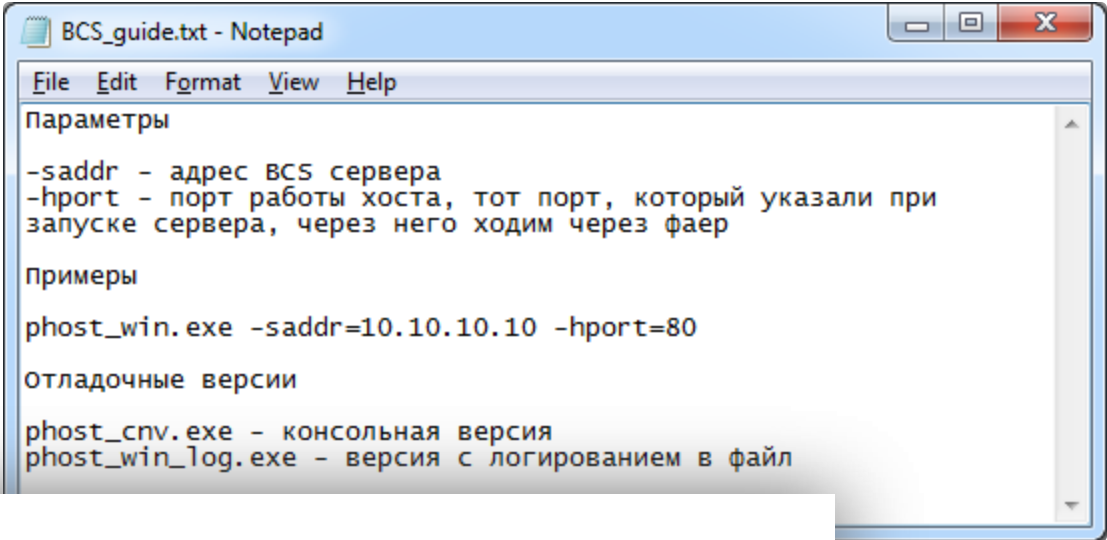 BCS_guide.txt - Notepad
File Edit Format View Help
Параметры
-saddr - адрес BCS сервера
-hport - порт работы хоста, тот порт, который указали при
запуске сервера, через него ходим через фаер
Примеры
phost_win.exe -saddr=10.10.10.10 -hport=80
Отладочные версии
phost_cnv.exe - консольная версия
phost_win_log.exe - версия с логированием в файл